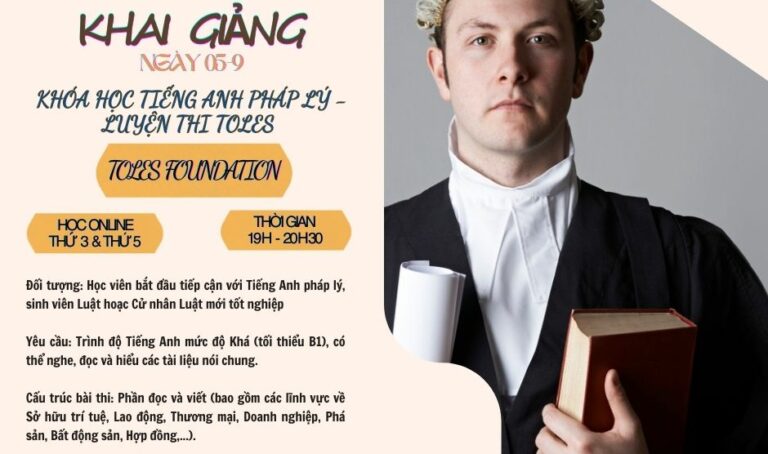 KHAI GIẢNG
NGÀY 05-9
KHÓA HỌC TIẾNG ANH PHÁP LÝ –
LUYỆN THI TOLES
TOLES FOUNDATION
HỌC ONLINE
THỨ 3 & THỨ 5
THỜI GIAN
19H - 20H30
Đối tượng: Học viên bắt đầu tiếp cận với Tiếng Anh pháp lý,
sinh viên Luật hoạc Cử nhân Luật mới tốt nghiệp
Yêu cầu: Trình độ Tiếng Anh mức độ Khá (tối thiểu B1), có
thể nghe, đọc và hiểu các tài liệu nói chung.
Cấu trúc bài thi: Phần đọc và viết (bao gồm các lĩnh vực về
Sở hữu trí tuệ, Lao động, Thương mại, Doanh nghiệp, Phá
sản, Bất động sản, Hợp đồng,...).